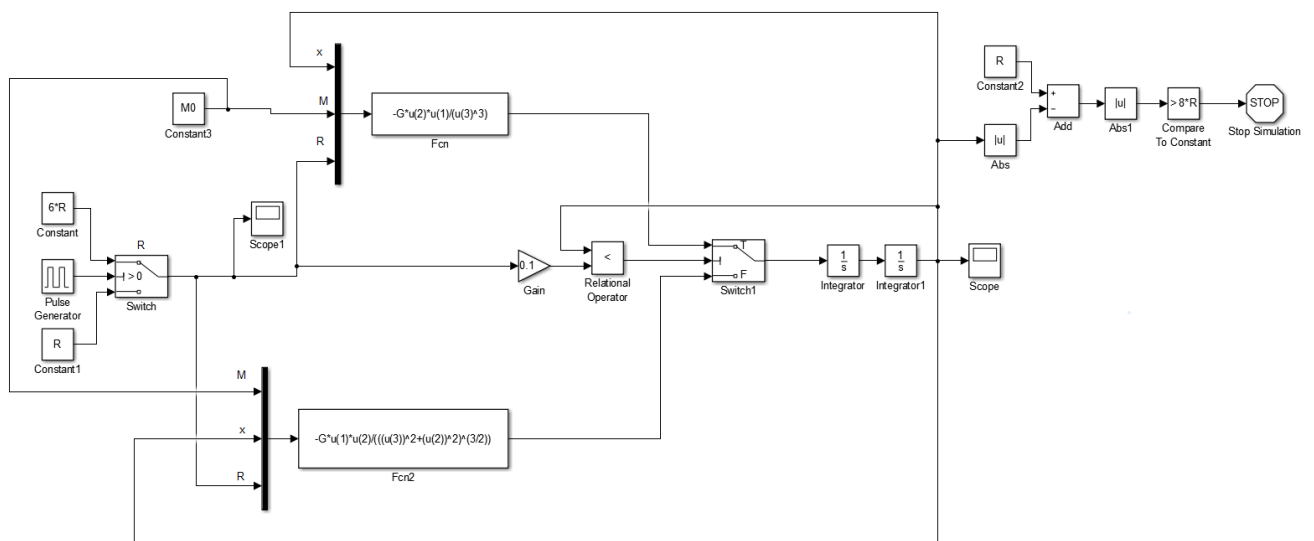 x
M
R
M0
Constant3
-G*u(2)*u(1)/(u(3)^3)
Fcn
R
Constant2
+
−
Add
|u|
Abs
|u|
Abs1
> 8*R
Compare
To Constant
STOP
Stop Simulation
6*R
Constant
Pulse
Generator
R
Constant1
R
> 0
Switch
Scope1
0.1
Gain
<
Relational
Operator
T
F
Switch1
1
s
Integrator
1
s
Integrator1
Scope
M
x
R
-G*u(1)*u(2)/(((u(3))^2+(u(2))^2)^(3/2))
Fcn2